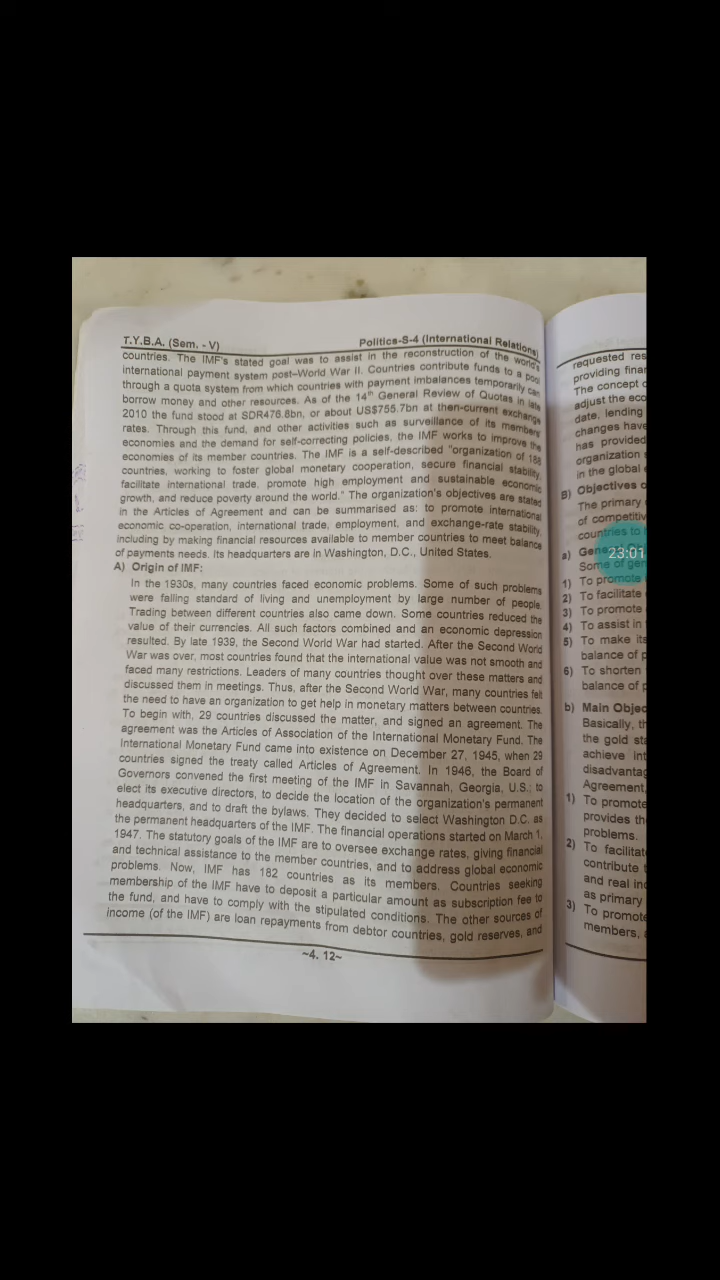 T.Y.B.A. (Sem. - V)
Politics-S-4 (International Relations)
countries. The IMF's stated goal was to assist in the reconstruction of the world's
international payment system post–World War II. Countries contribute funds to a pool
through a quota system from which countries with payment imbalances temporarily can
borrow money and other resources. As of the 14th General Review of Quotas in late
2010 the fund stood at SDR476.8bn, or about US$755.7bn at then-current exchange
rates. Through this fund, and other activities such as surveillance of its members'
economies and the demand for self-correcting policies, the IMF works to improve the
economies of its member countries. The IMF is a self-described "organization of 188
countries, working to foster global monetary cooperation, secure financial stability,
facilitate international trade, promote high employment and sustainable economic
growth, and reduce poverty around the world." The organization's objectives are stated
in the Articles of Agreement and can be summarised as: to promote international
economic co-operation, international trade, employment, and exchange-rate stability,
including by making financial resources available to member countries to meet balance
of payments needs. Its headquarters are in Washington, D.C., United States.
A) Origin of IMF:
In the 1930s, many countries faced economic problems. Some of such problems
were falling standard of living and unemployment by large number of people.
Trading between different countries also came down. Some countries reduced the
value of their currencies. All such factors combined and an economic depression
resulted. By late 1939, the Second World War had started. After the Second World
War was over, most countries found that the international value was not smooth and
faced many restrictions. Leaders of many countries thought over these matters and
discussed them in meetings. Thus, after the Second World War, many countries felt
the need to have an organization to get help in monetary matters between countries.
To begin with, 29 countries discussed the matter, and signed an agreement. The
agreement was the Articles of Association of the International Monetary Fund. The
International Monetary Fund came into existence on December 27, 1945, when 29
countries signed the treaty called Articles of Agreement. In 1946, the Board of
Governors convened the first meeting of the IMF in Savannah, Georgia, U.S.; to
elect its executive directors, to decide the location of the organization's permanent
headquarters, and to draft the bylaws. They decided to select Washington D.C. as
the permanent headquarters of the IMF. The financial operations started on March 1,
1947. The statutory goals of the IMF are to oversee exchange rates, giving financial
and technical assistance to the member countries, and to address global economic
problems. Now, IMF has 182 countries as its members. Countries seeking
membership of the IMF have to deposit a particular amount as subscription fee to
the fund, and have to comply with the stipulated conditions. The other sources of
income (of the IMF) are loan repayments from debtor countries, gold reserves, and
~4. 12~
requested res
providing finan
The concept
adjust the eco
date, lending
changes have
has provided
organization
in the global
B) Objectives
The primary
of competitiv
countries to
23:01
a)
Some of gen
1) To promote
2) To facilitate
3) To promote
4) To assist in
5) To make its
balance of p
6) To shorten
balance of p
b) Main Objec
Basically, th
the gold sta
achieve int
disadvantag
Agreement,
1) To promote
provides th
problems.
2) To facilitat
contribute
and real inc
as primary
3) To promote
members,